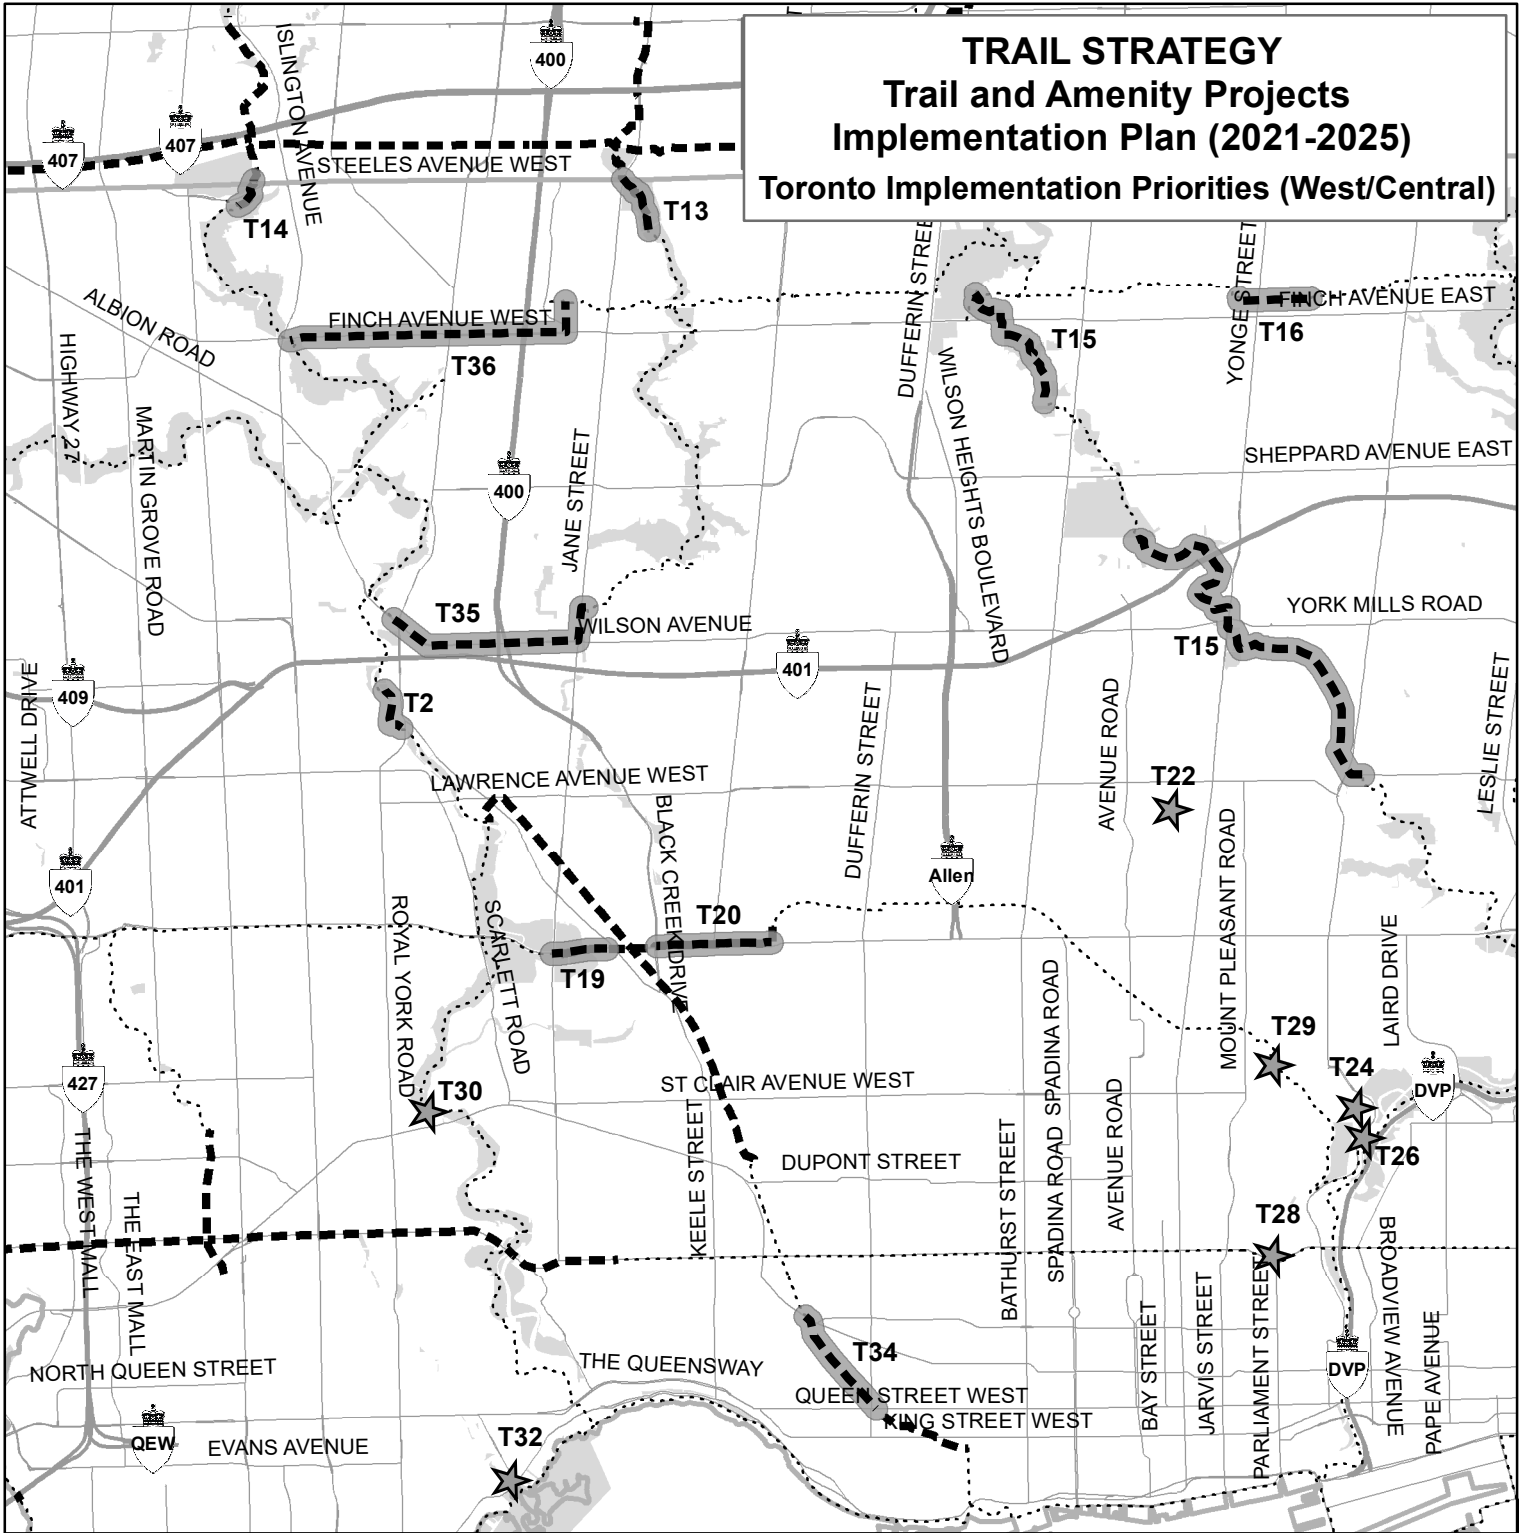 TRAIL STRATEGY
Trail and Amenity Projects
Implementation Plan (2021-2025)
Toronto Implementation Priorities (West/Central)
ISLINGTON AVENUE
400
407
407
STEELES AVENUE WEST
T14
T13
DUFFERIN STREE
YONGE STREET
ALBION ROAD
FINCH AVENUE WEST
T36
FINCH AVENUE EAST
T16
T15
HIGHWAY 27
MARTIN GROVE ROAD
WILSON HEIGHTS BOULEVARD
SHEPPARD AVENUE EAST
400
JANE STREET
T35
WILSON AVENUE
YORK MILLS ROAD
T15
401
409
ATTWELL DRIVE
T2
DUFFERIN STREET
AVENUE ROAD
LESLIE STREET
LAWRENCE AVENUE WEST
T22
BLACK CREEK DRIVE
MOUNT PLEASANT ROAD
401
Allen
ROYAL YORK ROAD
SCARLETT ROAD
T20
T19
LAIRD DRIVE
SPADINA ROAD
T29
T24
427
DVP
ST CLAIR AVENUE WEST
T30
KEELE STREET
AVENUE ROAD
T26
THE WEST MALL
THE EAST MALL
DUPONT STREET
BATHURST STREET
SPADINA ROAD
T28
BROADVIEW AVENUE
BAY STREET
JARVIS STREET
PARLIAMENT STREET
PAPE AVENUE
NORTH QUEEN STREET
THE QUEENSWAY
T34
DVP
QUEEN STREET WEST
KING STREET WEST
QEW
EVANS AVENUE
T32